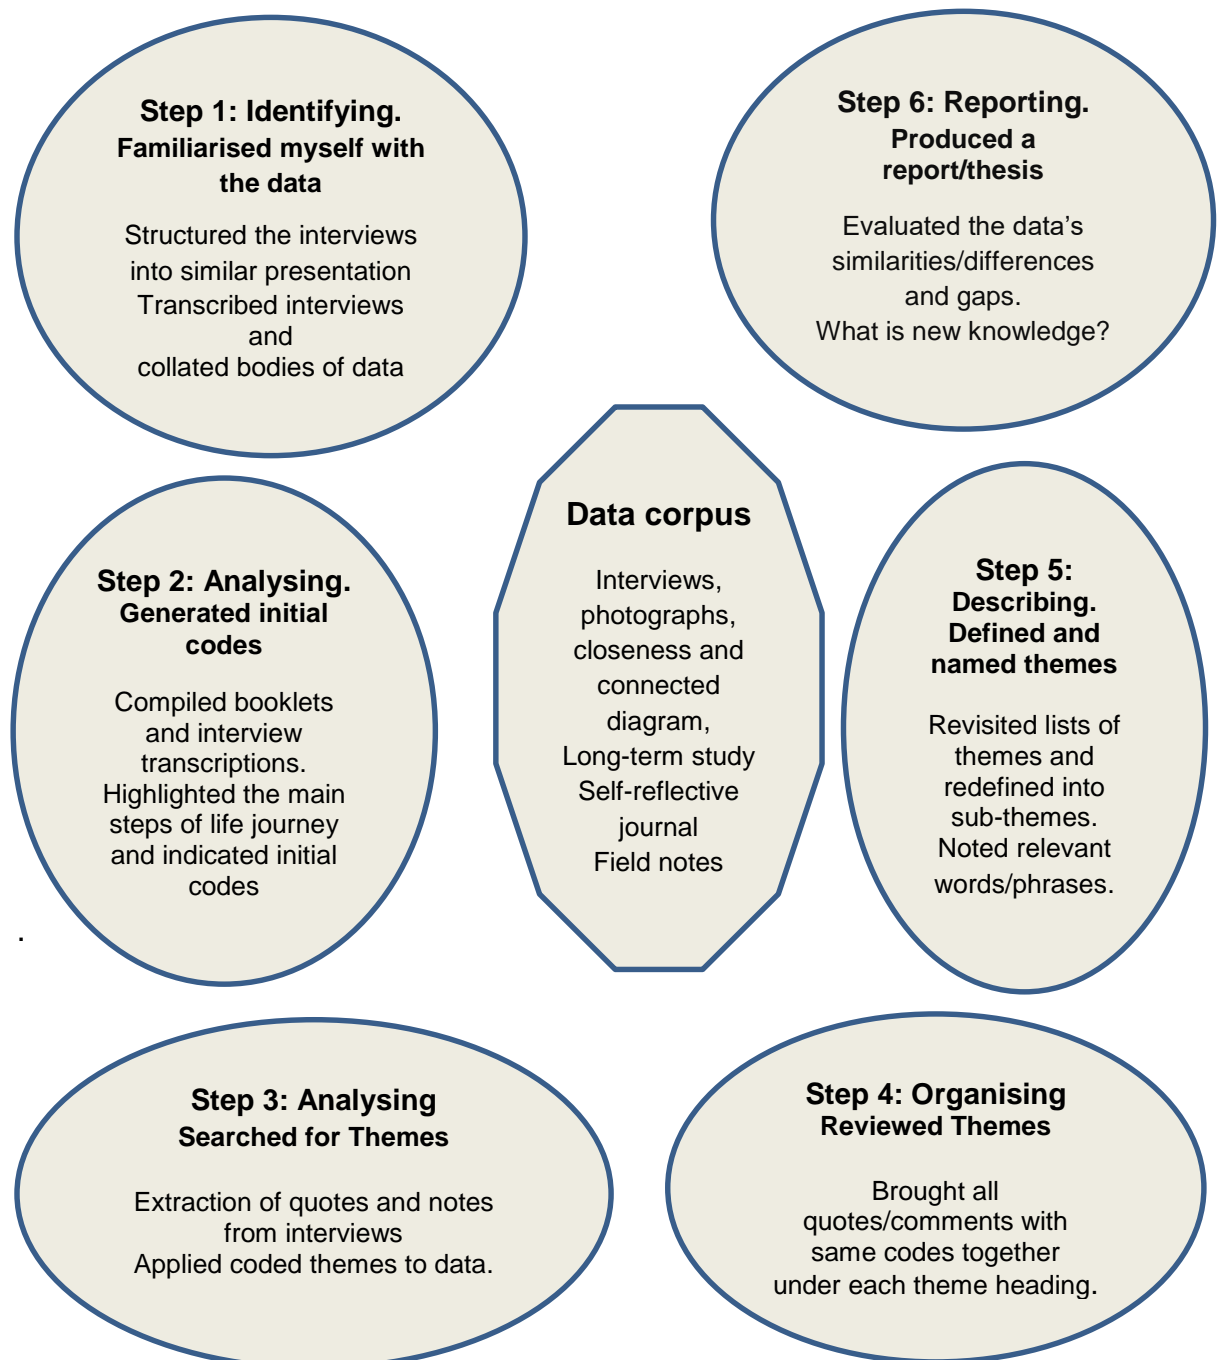 Step 1: Identifying.
Familiarised myself with
the data
Structured the interviews
into similar presentation
Transcribed interviews
and
collated bodies of data
Step 6: Reporting.
Produced a
report/thesis
Evaluated the data’s
similarities/differences
and gaps.
What is new knowledge?
Data corpus
Interviews,
photographs,
closeness and
connected
diagram,
Long-term study
Self-reflective
journal
Field notes
Step 2: Analysing.
Generated initial
codes
Compiled booklets
and interview
transcriptions.
Highlighted the main
steps of life journey
and indicated initial
codes
.
Step 5:
Describing.
Defined and
named themes
Revisited lists of
themes and
redefined into
sub-themes.
Noted relevant
words/phrases.
Step 3: Analysing
Searched for Themes
Extraction of quotes and notes
from interviews
Applied coded themes to data.
Step 4: Organising
Reviewed Themes
Brought all
quotes/comments with
same codes together
under each theme heading.